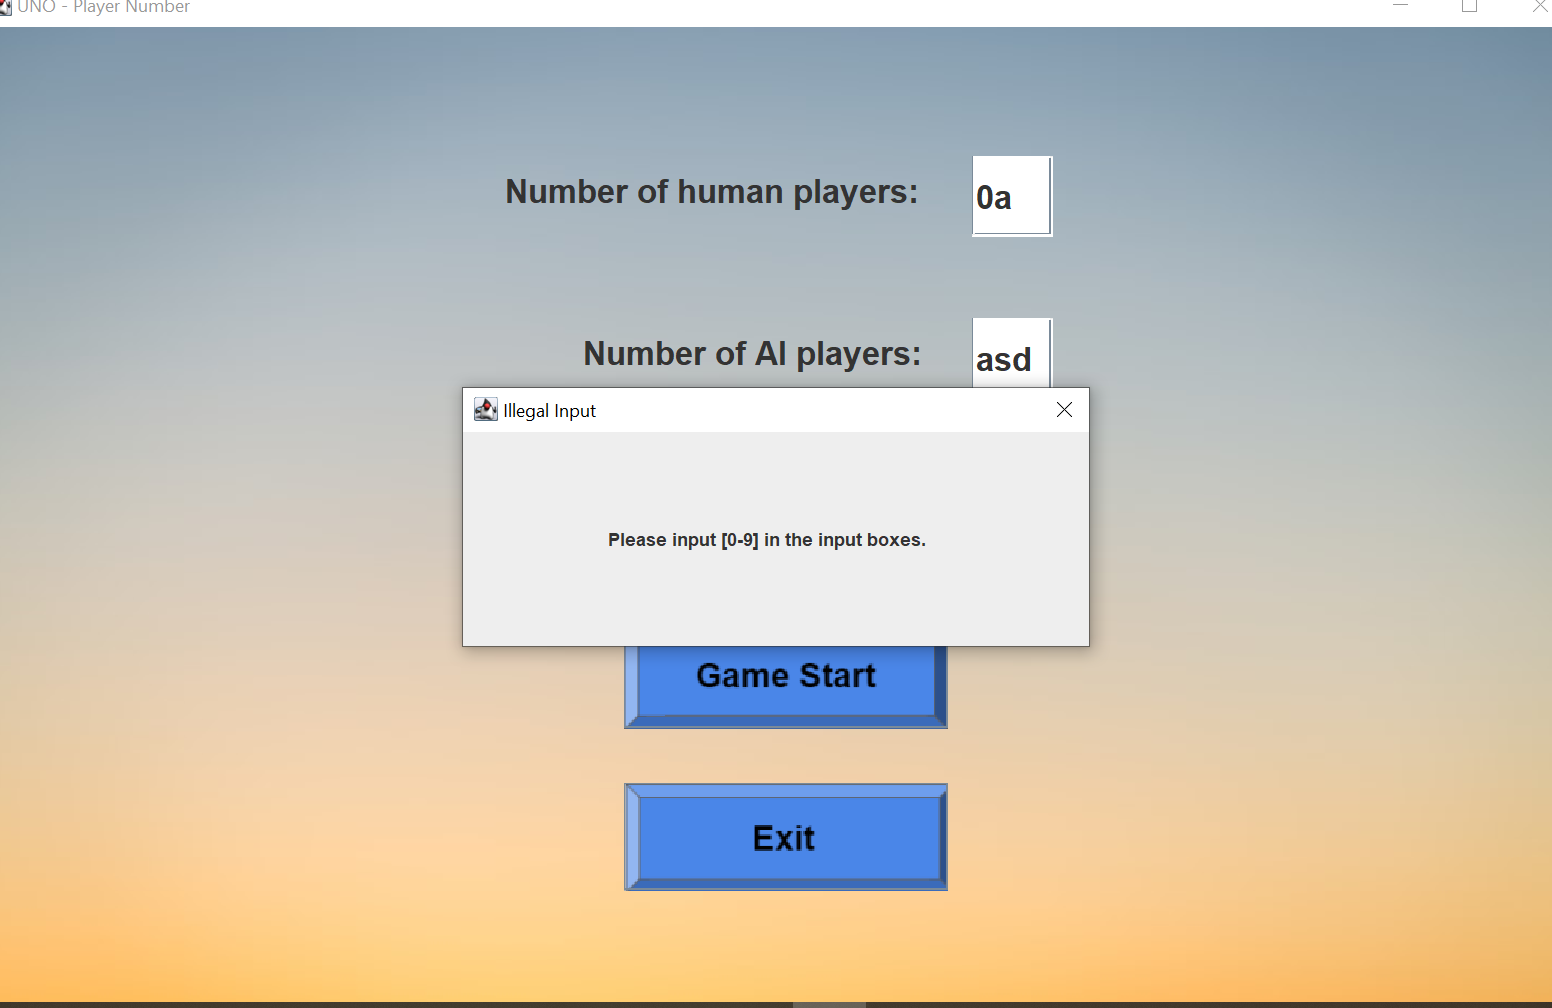 UNO - Player Number
Number of human players:
0a
Number of AI players:
asd
Illegal Input
Please input [0-9] in the input boxes.
Game Start
Exit